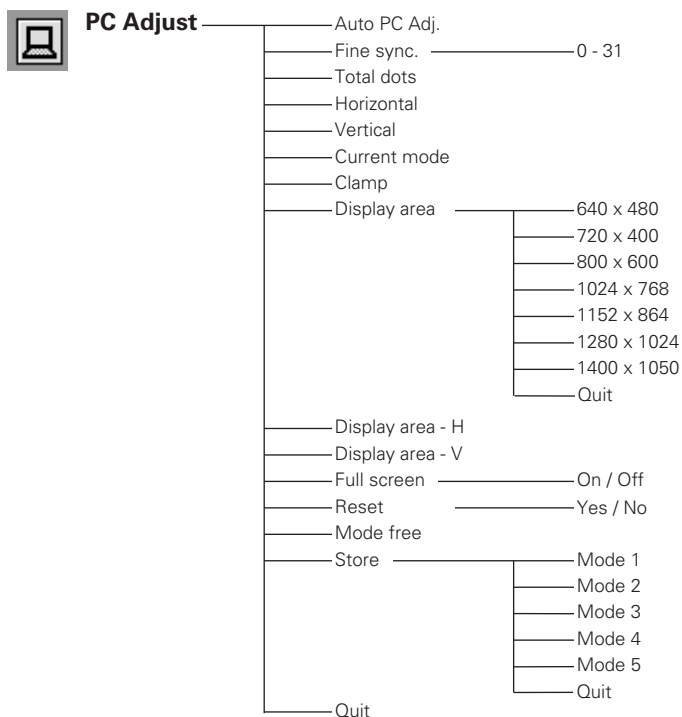 PC Adjust
Auto PC Adj.
Fine sync. 0 - 31
Total dots
Horizontal
Vertical
Current mode
Clamp
Display area 640 x 480
720 x 400
800 x 600
1024 x 768
1152 x 864
1280 x 1024
1400 x 1050
Quit
Display area - H
Display area - V
Full screen On / Off
Reset Yes / No
Mode free
Store Mode 1
Mode 2
Mode 3
Mode 4
Mode 5
Quit
Quit